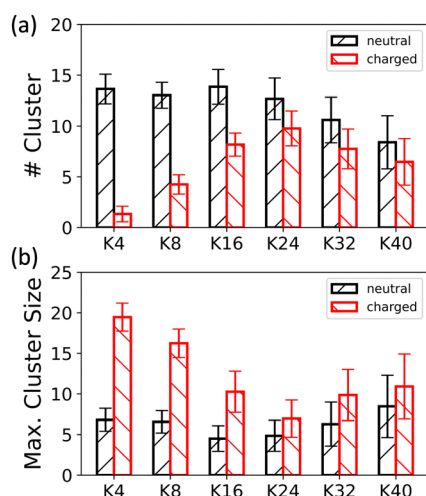 (a)
20
15
10
5
0
# Cluster
neutral
charged
K4 K8 K16 K24 K32 K40
(b)
25
20
15
10
5
0
Max. Cluster Size
neutral
charged
K4 K8 K16 K24 K32 K40